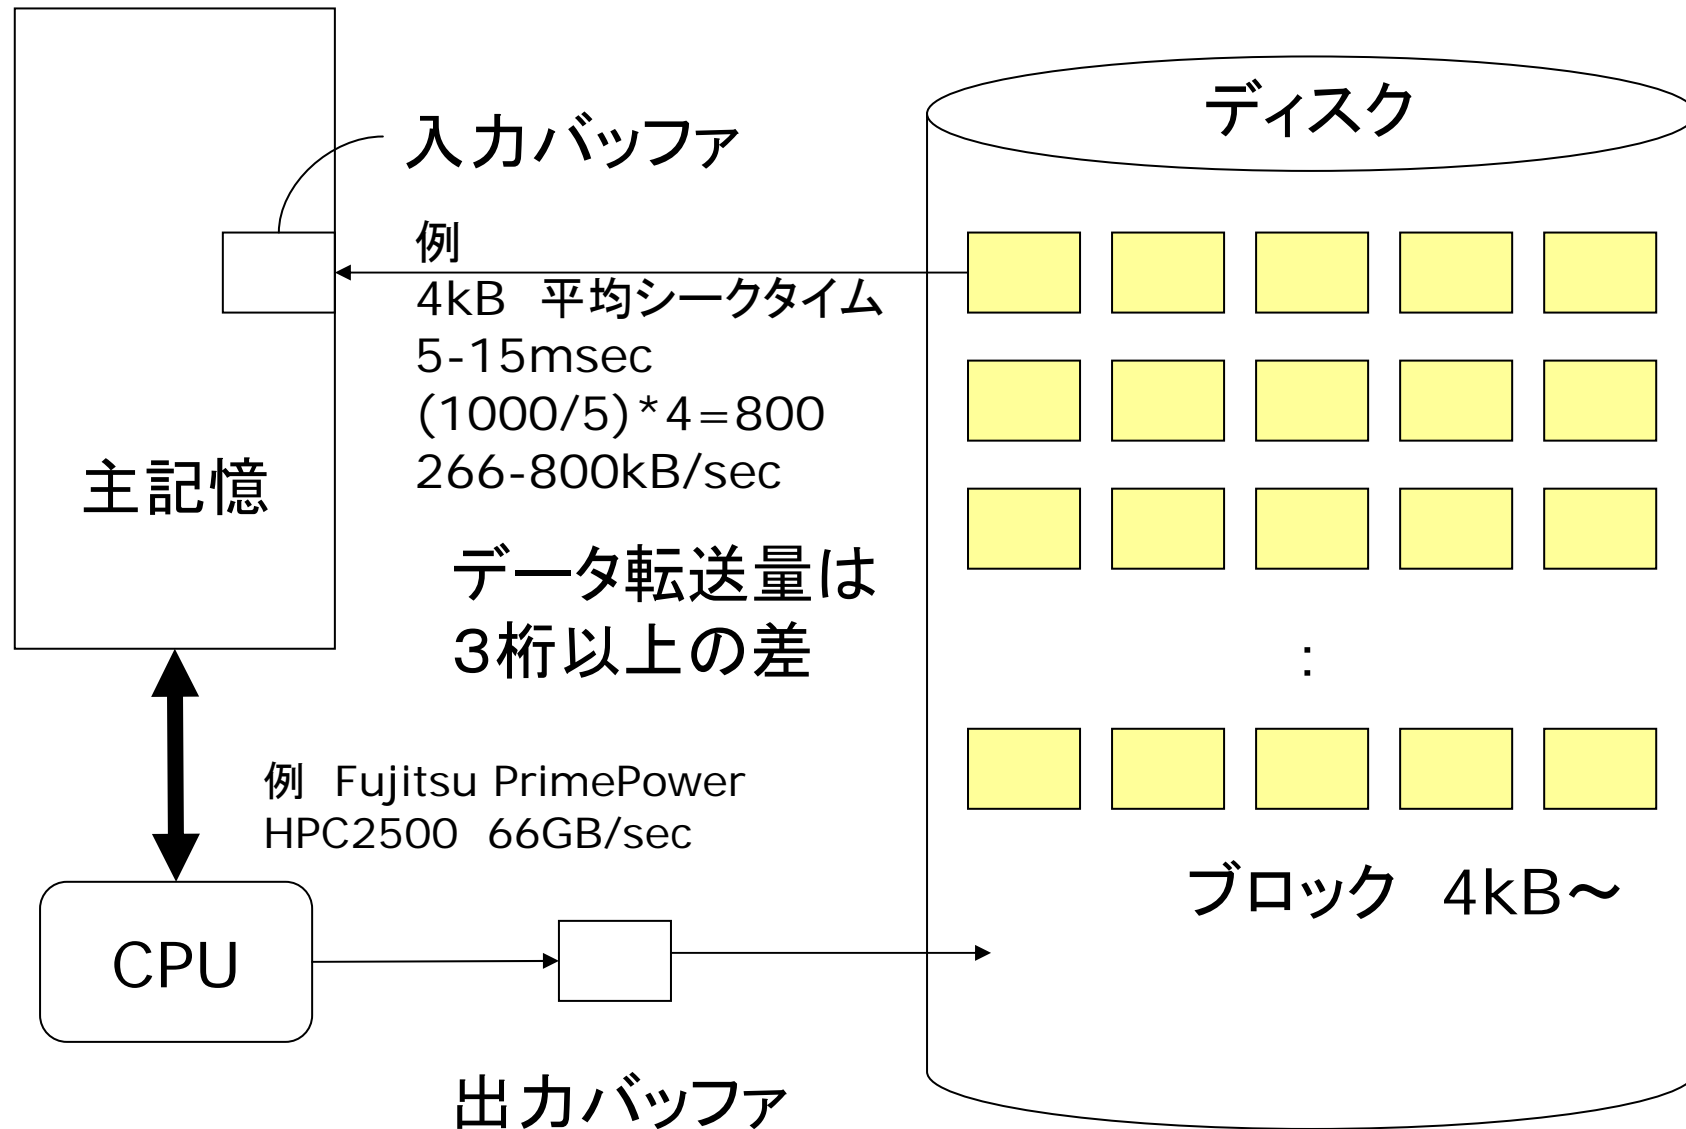 ディスク
入力バッファ
例
4kB　平均シークタイム
5-15msec
(1000/5)*4=800
266-800kB/sec
主記憶
データ転送量は
３桁以上の差
:
例　Fujitsu PrimePower
HPC2500　66GB/sec
ブロック　4kB～
CPU
出力バッファ